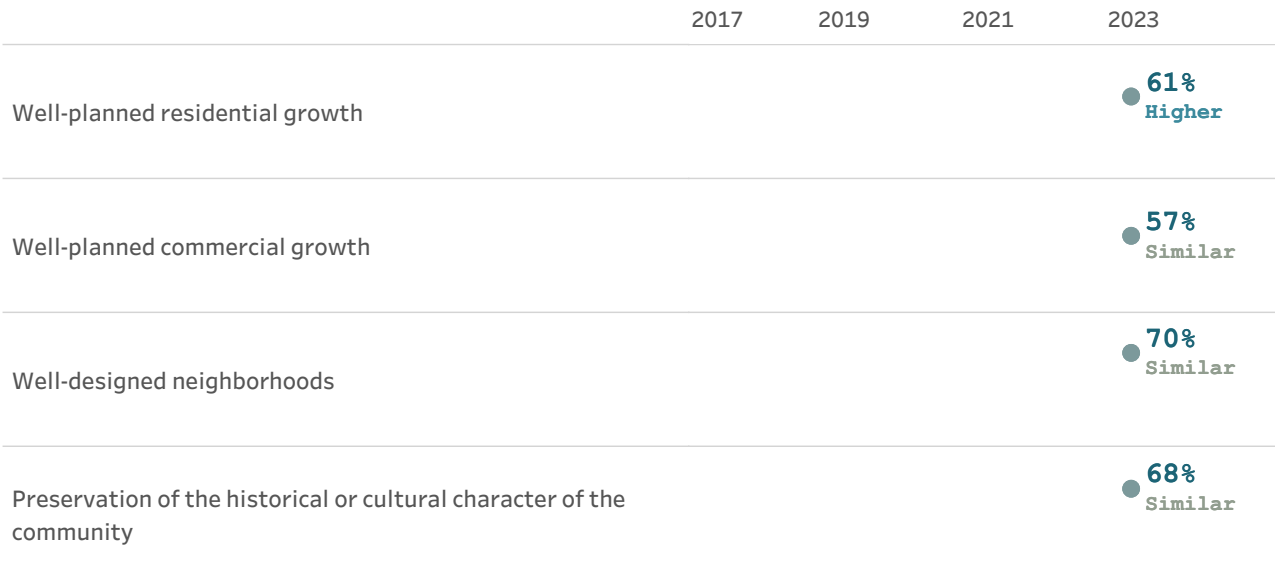 2017 2019 2021 2023
61%
Well-planned residential growth
Higher
57%
Well-planned commercial growth
Similar
70%
Similar
Well-designed neighborhoods
68%
Preservation of the historical or cultural character of the
Similar
community